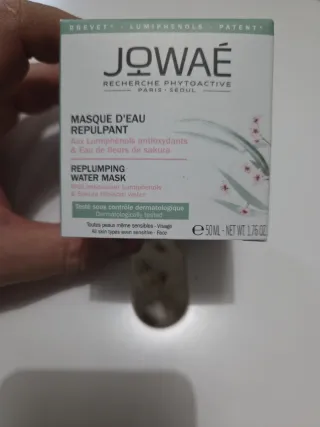 BREVET • LUMIPHENOLS • PATENT
JOWAÉ
RECHERCHE PHYTOACTIVE
PARIS - SÉOUL
MASQUE D'EAU
REPULPANT
Aux Lumiphenols antioxydants
& Eau de fleurs de sakura
REPLUMPING
WATER MASK
With antioxidant Lumiphenols
& Sakura Blossom Water
Testé sous contrôle dermatologique
Dermatologically tested
Toutes peaux même sensibles - Visage
All skin types even sensitive - Face
℮ 50 ML - NET WT. 1.76 OZ.